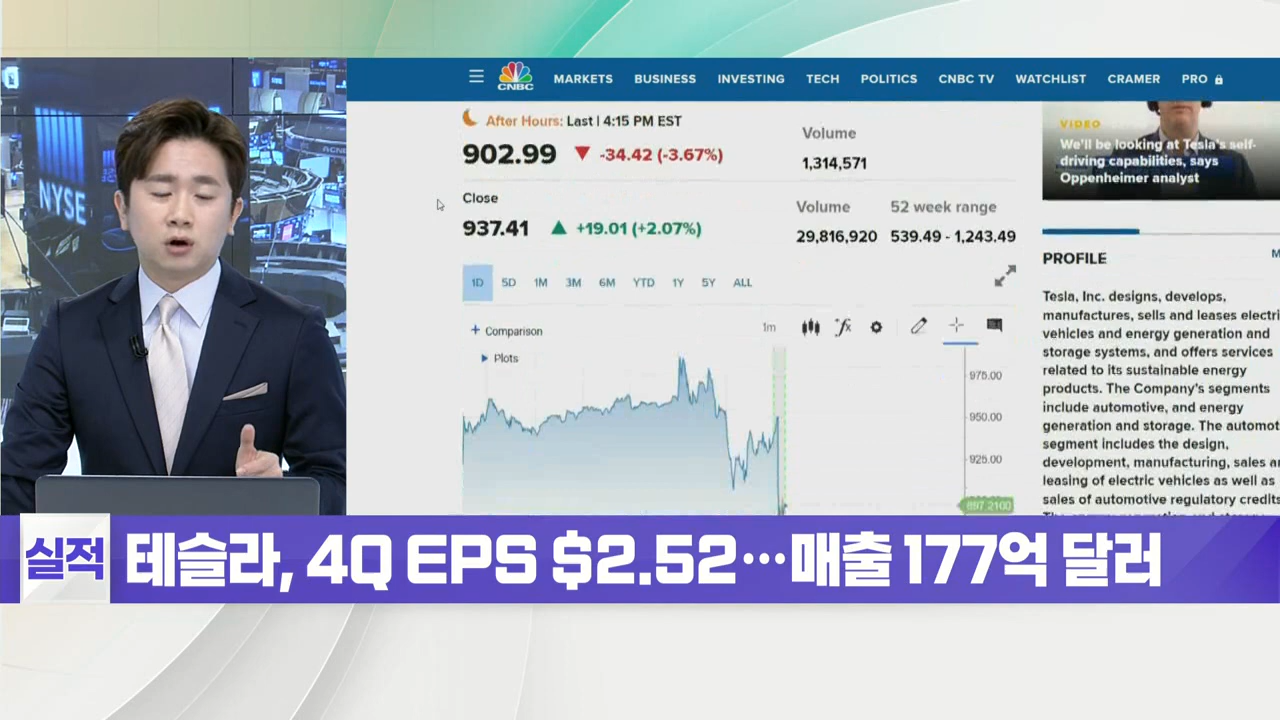 NYSE
CNBC
MARKETS BUSINESS INVESTING TECH POLITICS CNBC TV WATCHLIST CRAMER PRO
After Hours: Last | 4:15 PM EST
902.99 ▼ -34.42 (-3.67%)
Volume
1,314,571
Close
937.41 ▲ +19.01 (+2.07%)
Volume 52 week range
29,816,920 539.49 - 1,243.49
1D 5D 1M 3M 6M YTD 1Y 5Y ALL
+ Comparison
1m
Plots
975.00
950.00
925.00
897.2100
VIDEO
We'll be looking at Tesla's self-
driving capabilities, says
Oppenheimer analyst
PROFILE
M
Tesla, Inc. designs, develops,
manufactures, sells and leases electri
vehicles and energy generation and
storage systems, and offers services
related to its sustainable energy
products. The Company's segments
include automotive, and energy
generation and storage. The automot
segment includes the design,
development, manufacturing, sales an
leasing of electric vehicles as well as
sales of automotive regulatory credits
실적 테슬라, 4Q EPS $2.52…매출 177억 달러